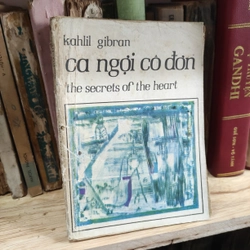 kahlil gibran
ca ngợi cô đơn
the secrets of the heart
GANDHI